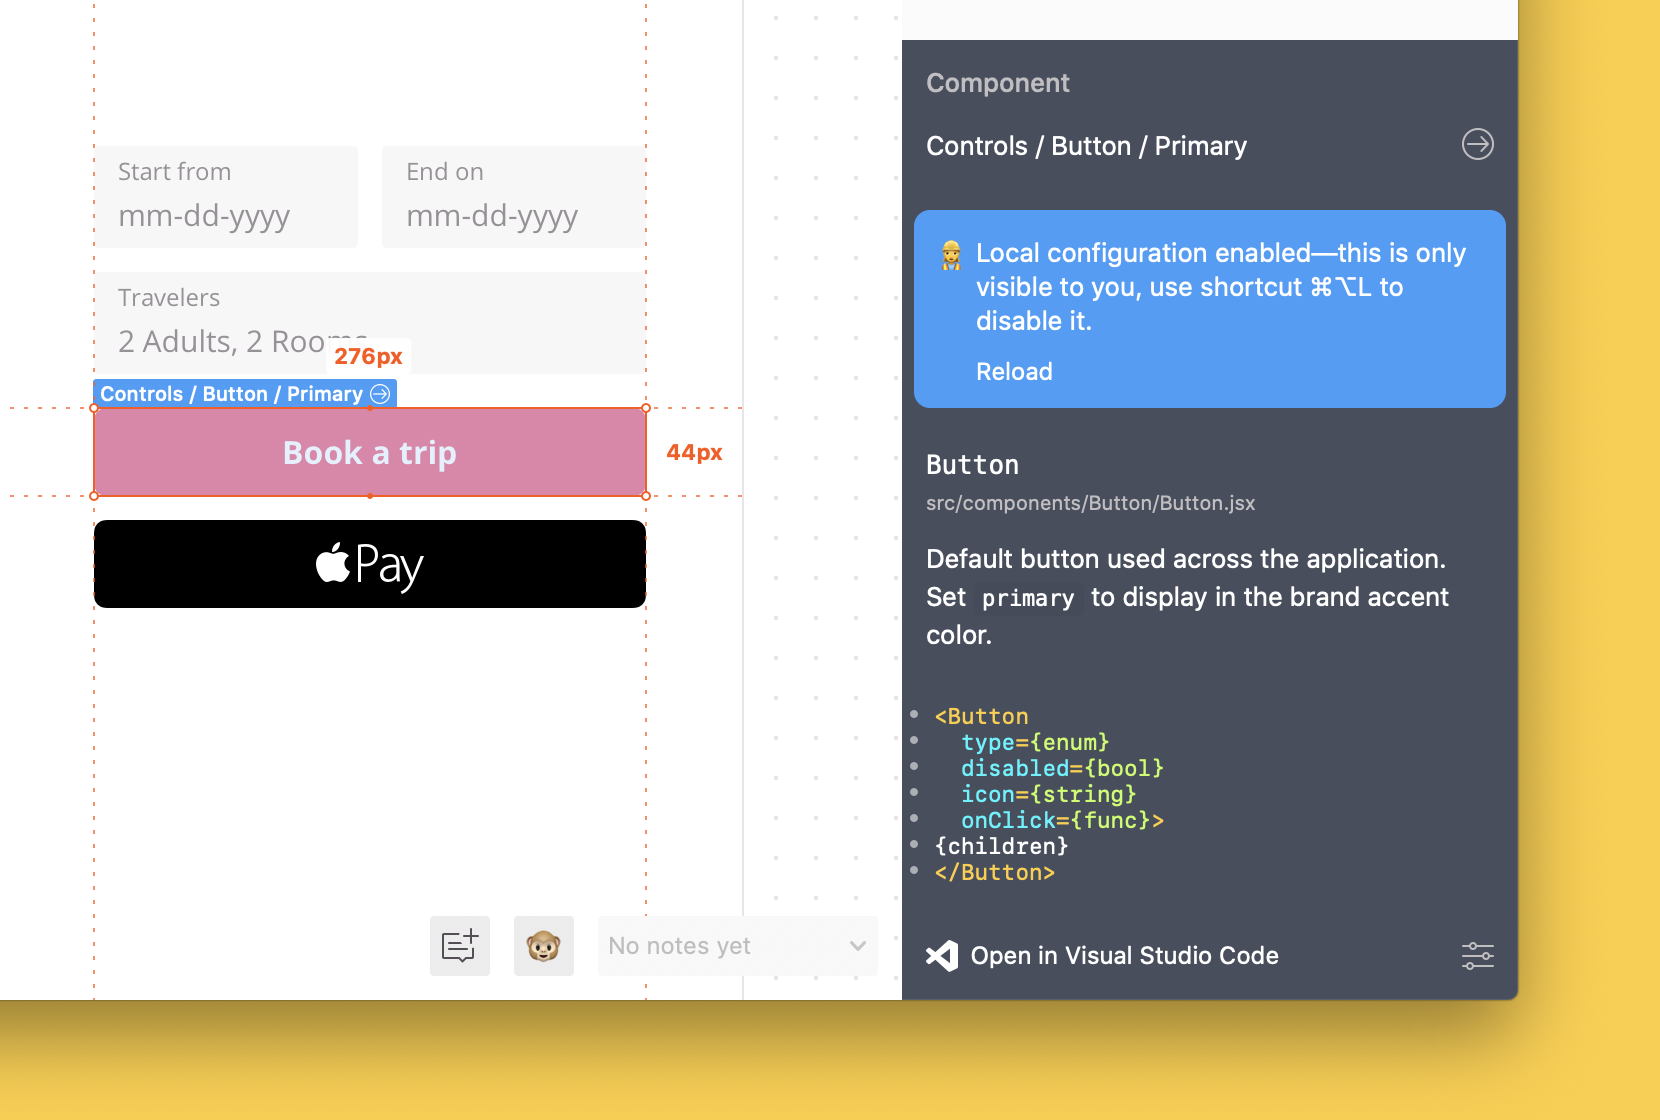 Start from
mm-dd-yyyy
End on
mm-dd-yyyy
Travelers
2 Adults, 2 Rooms
276px
Controls / Button / Primary
Book a trip
44px
Pay
No notes yet
Component
Controls / Button / Primary
Local configuration enabled—this is only
visible to you, use shortcut ⌘⌥L to
disable it.
Reload
Button
src/components/Button/Button.jsx
Default button used across the application.
Set primary to display in the brand accent
color.
<Button
type={enum}
disabled={bool}
icon={string}
onClick={func}>
{children}
</Button>
Open in Visual Studio Code